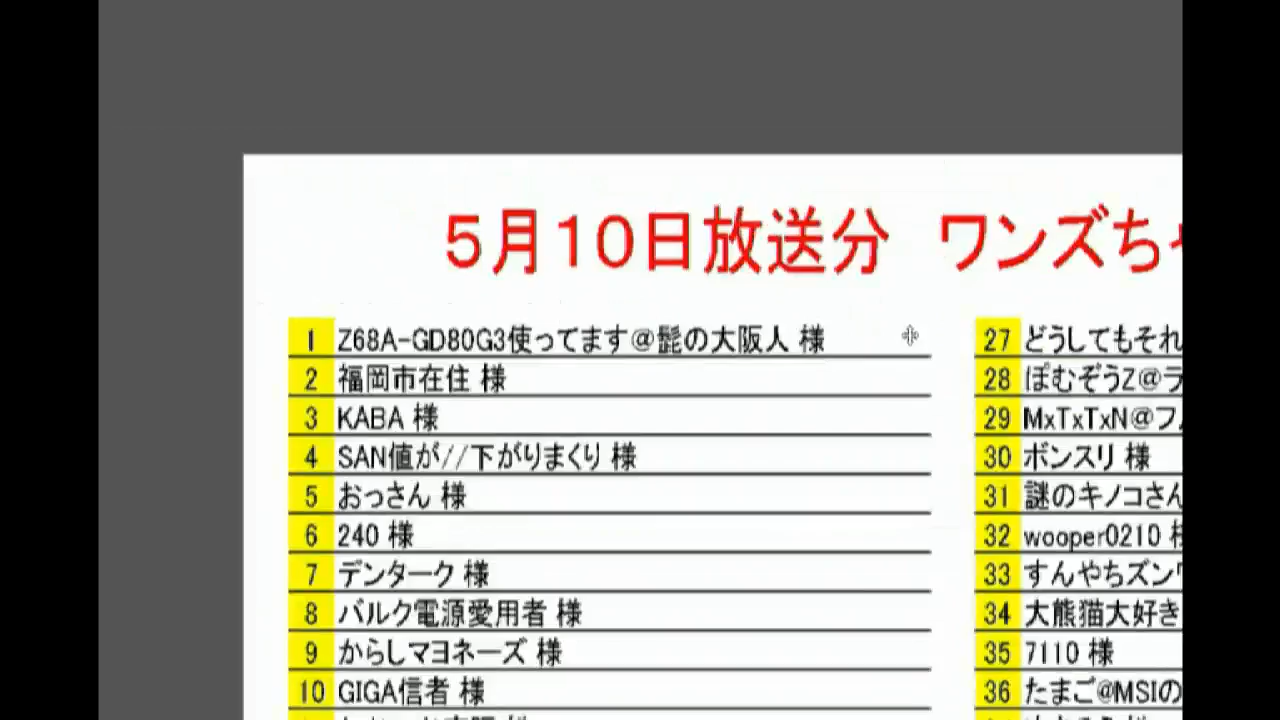 ５月１０日放送分　ワンズち
1 Z68A-GD80G3使ってます＠髭の大阪人 様
2 福岡市在住 様
3 KABA 様
4 SAN値が//下がりまくり 様
5 おっさん 様
6 240 様
7 デンターク 様
8 バルク電源愛用者 様
9 からしマヨネーズ 様
10 GIGA信者 様
27 どうしてもそれ
28 ぽむぞうZ＠ラ
29 MxTxTxN＠フ
30 ボンスリ 様
31 謎のキノコさん
32 wooper0210
33 すんやちズン
34 大熊猫大好き
35 7110 様
36 たまご@MSIの